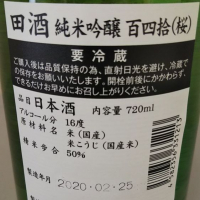 田酒 純米吟醸 百四拾(桜)
要冷蔵
ご購入後は品質保持の為、直射日光を避け、冷蔵で
の保存をお願いいたします。開栓前後にかかわらず、
できるだけお早めにお召し上がりください。
品目 日本酒 内容量 720ml
アルコール分 16度
原材料名 米(国産)
米こうじ(国産米)
精米歩合 50%
製造年月 2020-02-25